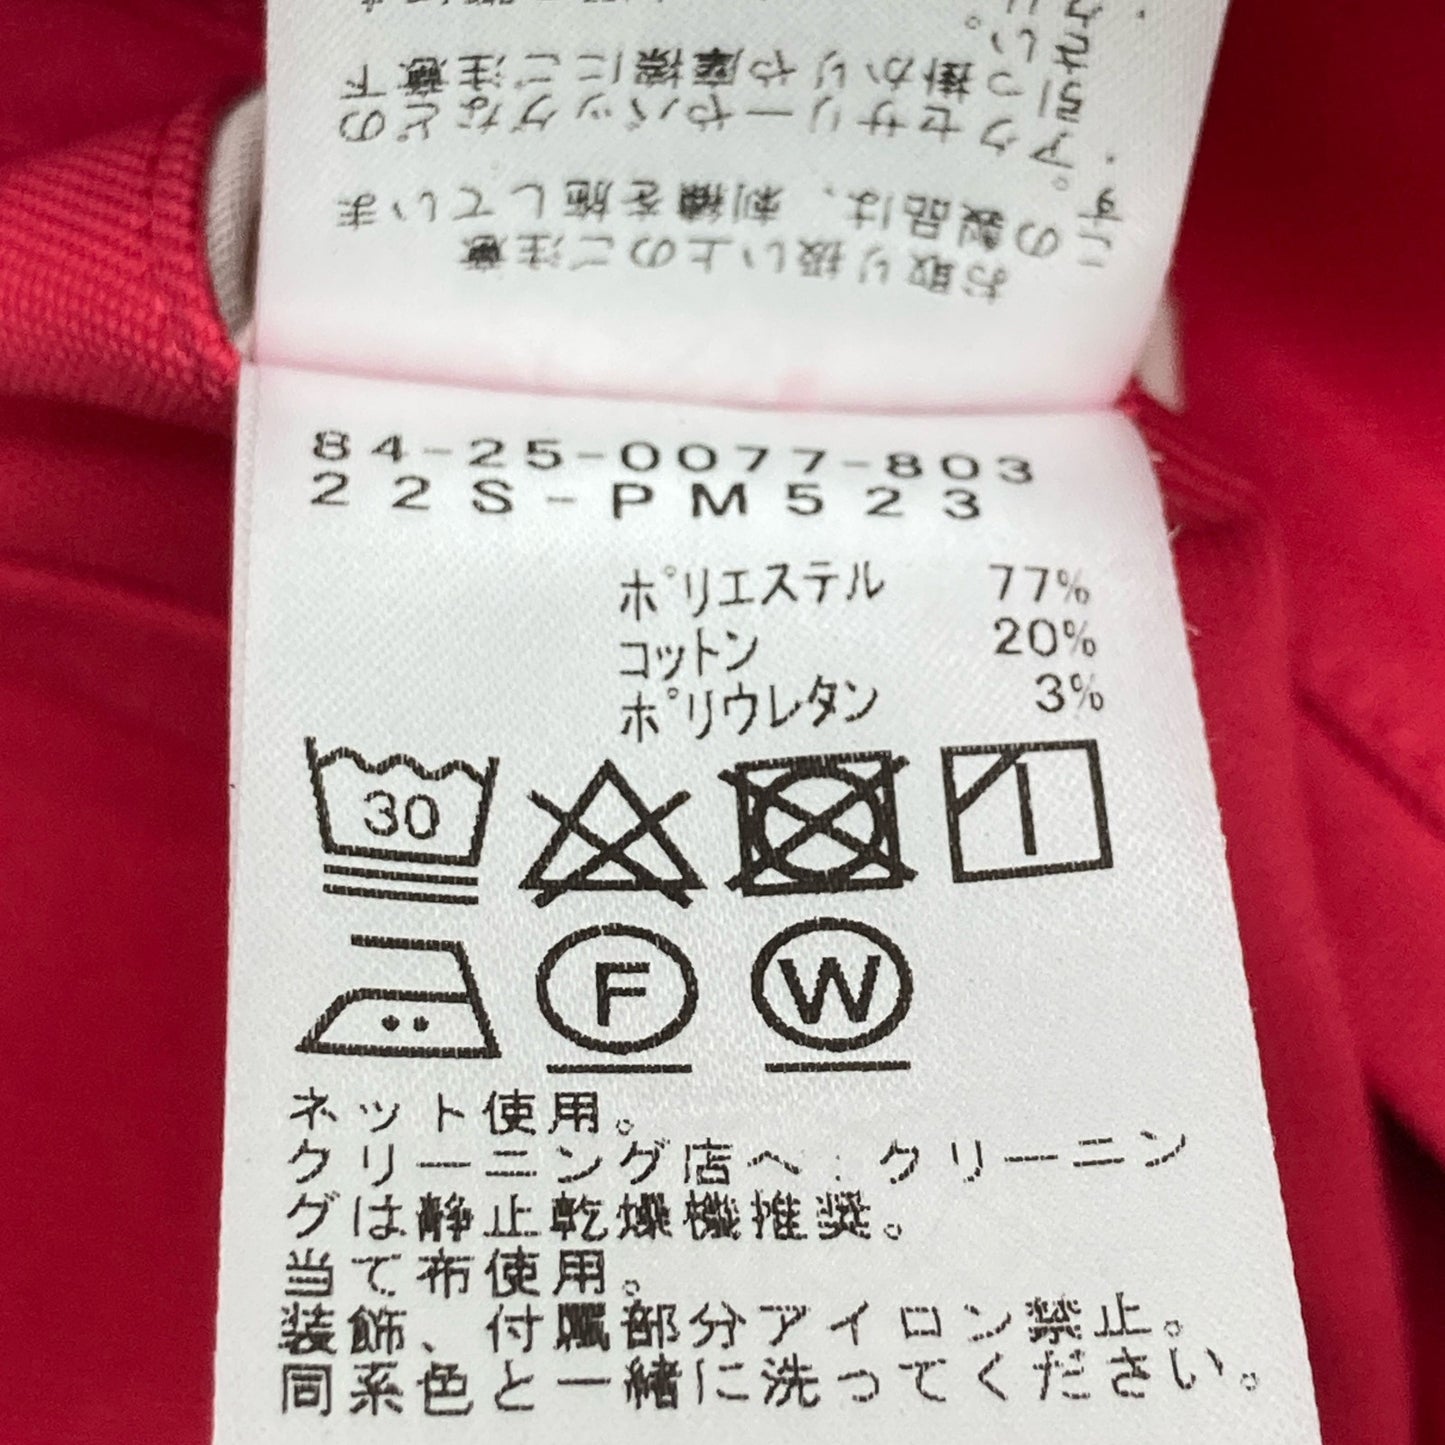 お取り扱い上のご注意
この製品は、刺繍を施していま
す。
アクセサリーやバッグなどの
引っ掛かりや摩擦にご注意下
さい。
84-25-0077-803
22S-PM523
ポリエステル 77%
コットン 20%
ポリウレタン 3%
30
F
W
ネット使用。
クリーニング店へ:クリーニン
グは静止乾燥機推奨。
当て布使用。
装飾、付属部分アイロン禁止。
同系色と一緒に洗ってください。